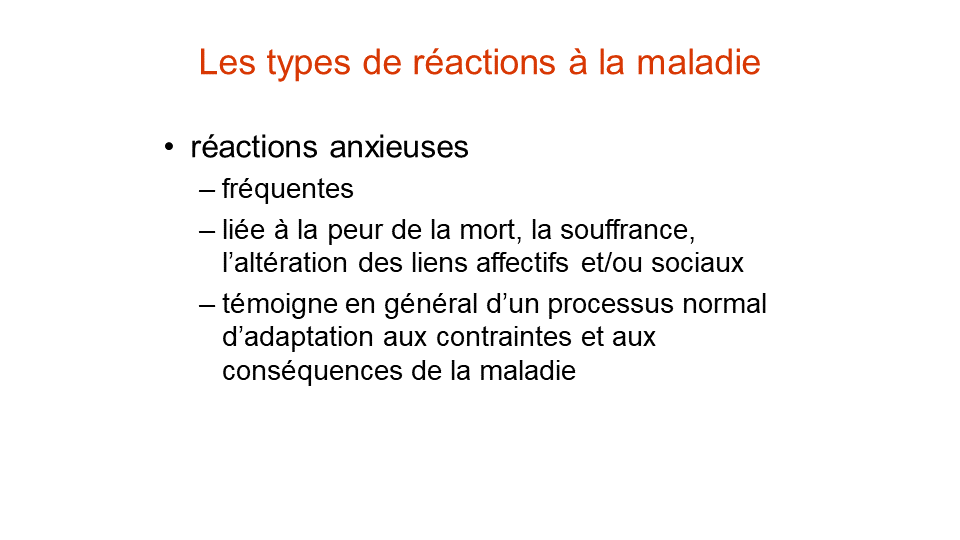 Les types de réactions à la maladie
• réactions anxieuses
– fréquentes
– liée à la peur de la mort, la souffrance,
l’altération des liens affectifs et/ou sociaux
– témoigne en général d’un processus normal
d’adaptation aux contraintes et aux
conséquences de la maladie